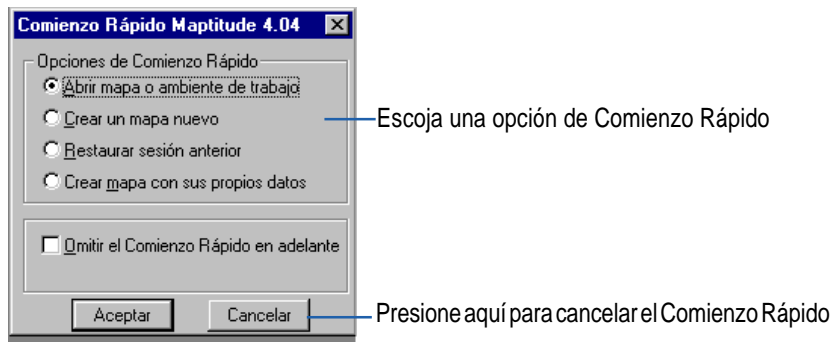 Comienzo Rápido Maptitude 4.04
Opciones de Comienzo Rápido
Abrir mapa o ambiente de trabajo
Crear un mapa nuevo
Escoja una opción de Comienzo Rápido
Restaurar sesión anterior
Crear mapa con sus propios datos
Omitir el Comienzo Rápido en adelante
Aceptar
Cancelar
Presione aquí para cancelar el Comienzo Rápido